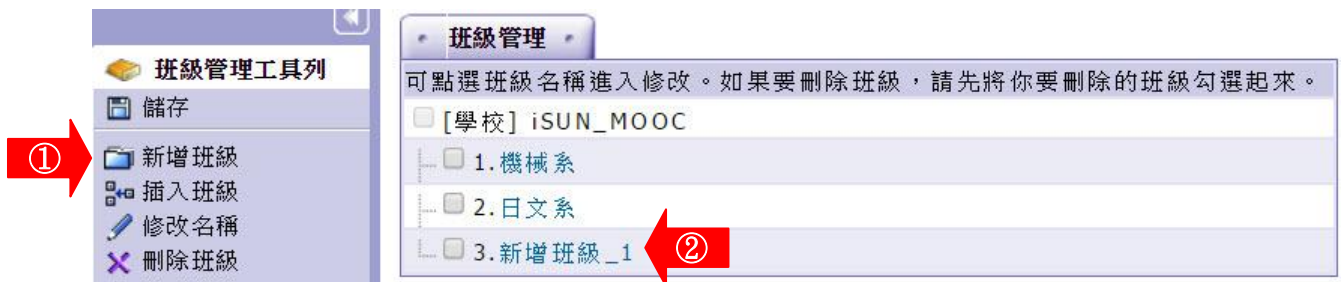 班級管理工具列
儲存
① 新增班級
插入班級
修改名稱
刪除班級
班級管理
可點選班級名稱進入修改。如果要刪除班級，請先將你要刪除的班級勾選起來。
[學校] iSUN_MOOC
1.機械系
2.日文系
3.新增班級_1 ②